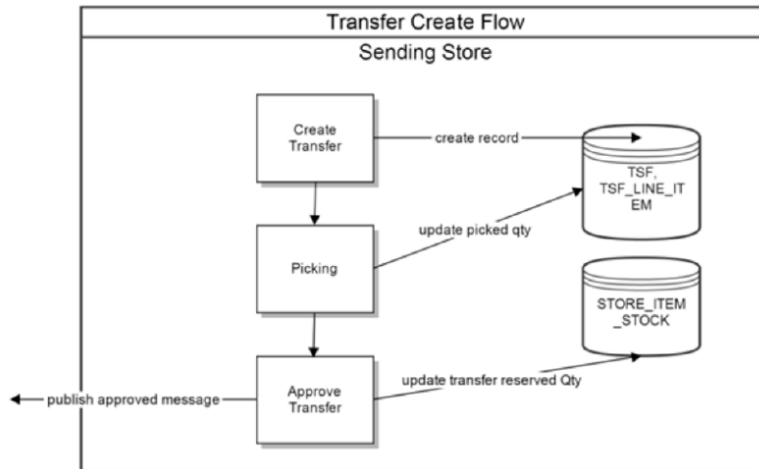 Transfer Create Flow
Sending Store
Create
Transfer
create record
TSF,
TSF_LINE_IT
EM
update picked qty
Picking
STORE_ITEM
_STOCK
Approve
Transfer
update transfer reserved Qty
publish approved message